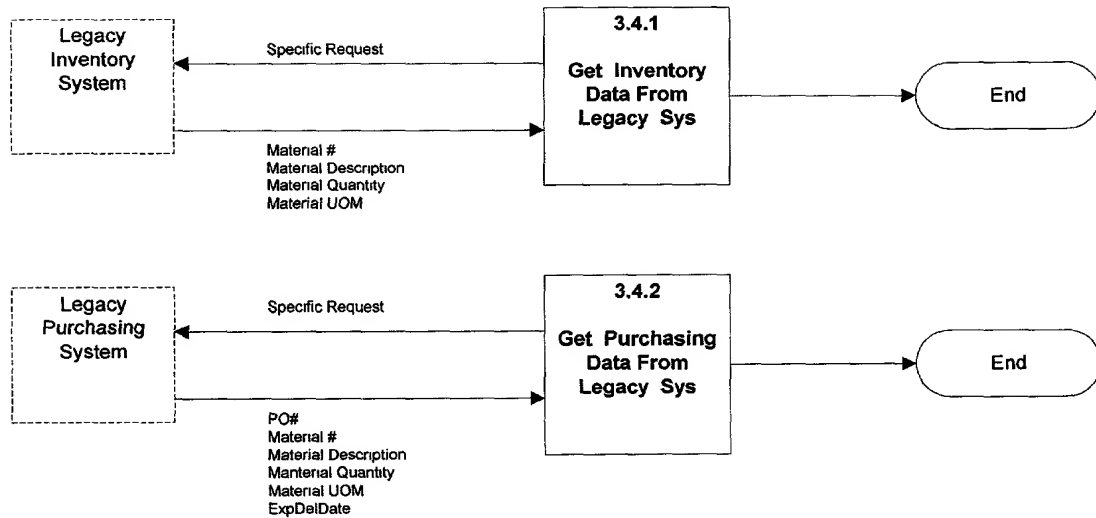 Legacy
Inventory
System
Specific Request
Material #
Material Description
Material Quantity
Material UOM
3.4.1
Get Inventory
Data From
Legacy Sys
End
Legacy
Purchasing
System
Specific Request
PO#
Material #
Material Description
Manterial Quantity
Material UOM
ExpDelDate
3.4.2
Get Purchasing
Data From
Legacy Sys
End